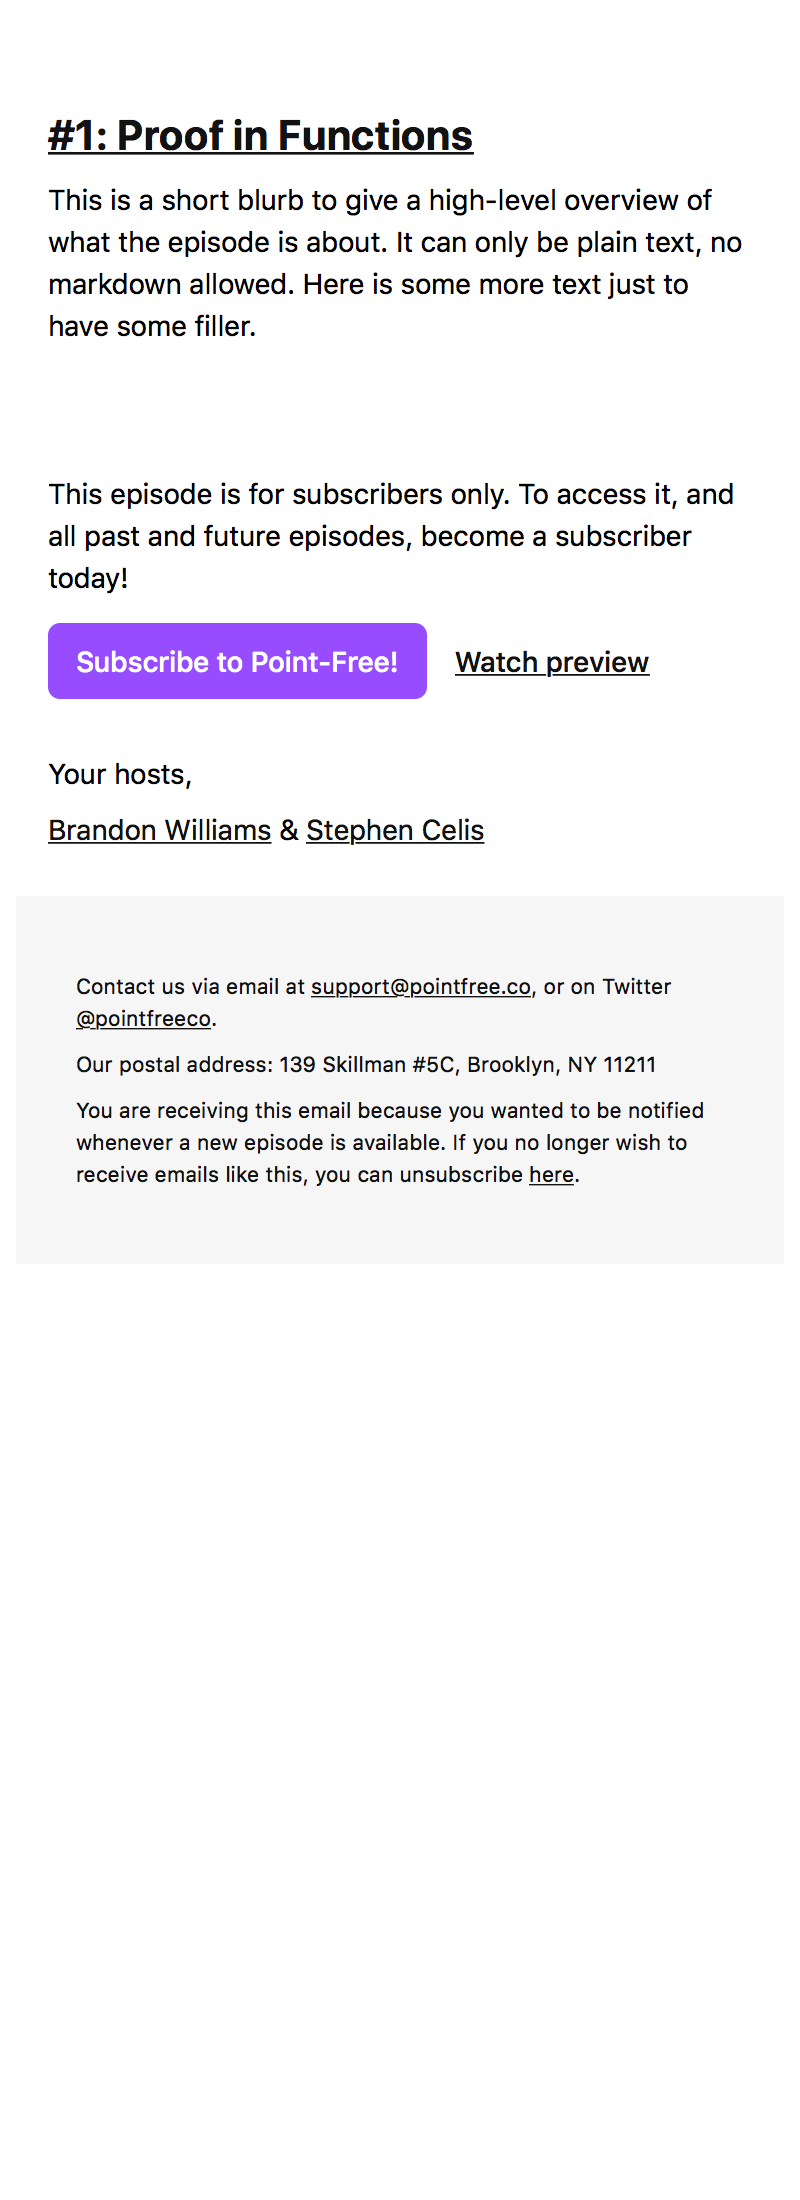 #1: Proof in Functions
This is a short blurb to give a high-level overview of
what the episode is about. It can only be plain text, no
markdown allowed. Here is some more text just to
have some filler.
This episode is for subscribers only. To access it, and
all past and future episodes, become a subscriber
today!
Subscribe to Point-Free! Watch preview
Your hosts,
Brandon Williams & Stephen Celis
Contact us via email at support@pointfree.co, or on Twitter
@pointfreeco.
Our postal address: 139 Skillman #5C, Brooklyn, NY 11211
You are receiving this email because you wanted to be notified
whenever a new episode is available. If you no longer wish to
receive emails like this, you can unsubscribe here.